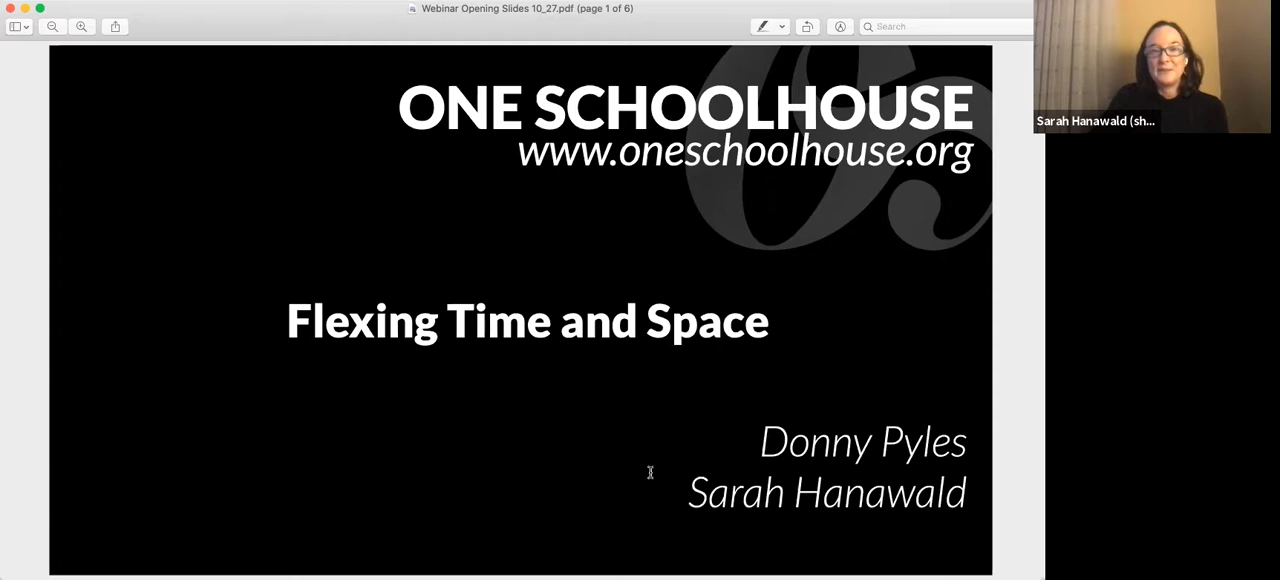 Webinar Opening Slides 10_27.pdf (page 1 of 6)
Search
Sarah Hanawald (sh...
ONE SCHOOLHOUSE
www.oneschoolhouse.org
Flexing Time and Space
Donny Pyles
Sarah Hanawald